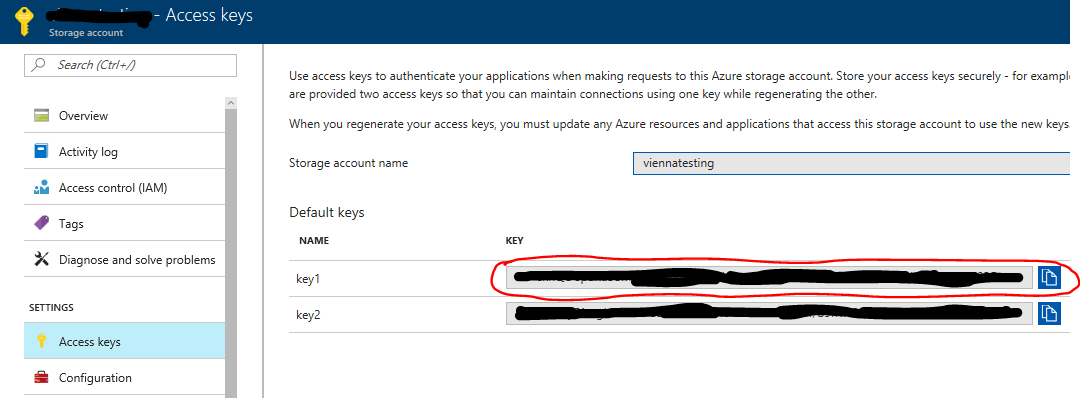 - Access keys
Storage account
Search (Ctrl+/)
Overview
Activity log
Access control (IAM)
Tags
Diagnose and solve problems
SETTINGS
Access keys
Configuration
Use access keys to authenticate your applications when making requests to this Azure storage account. Store your access keys securely - for exampl
are provided two access keys so that you can maintain connections using one key while regenerating the other.
When you regenerate your access keys, you must update any Azure resources and applications that access this storage account to use the new keys
Storage account name
viennatesting
Default keys
NAME KEY
key1
key2